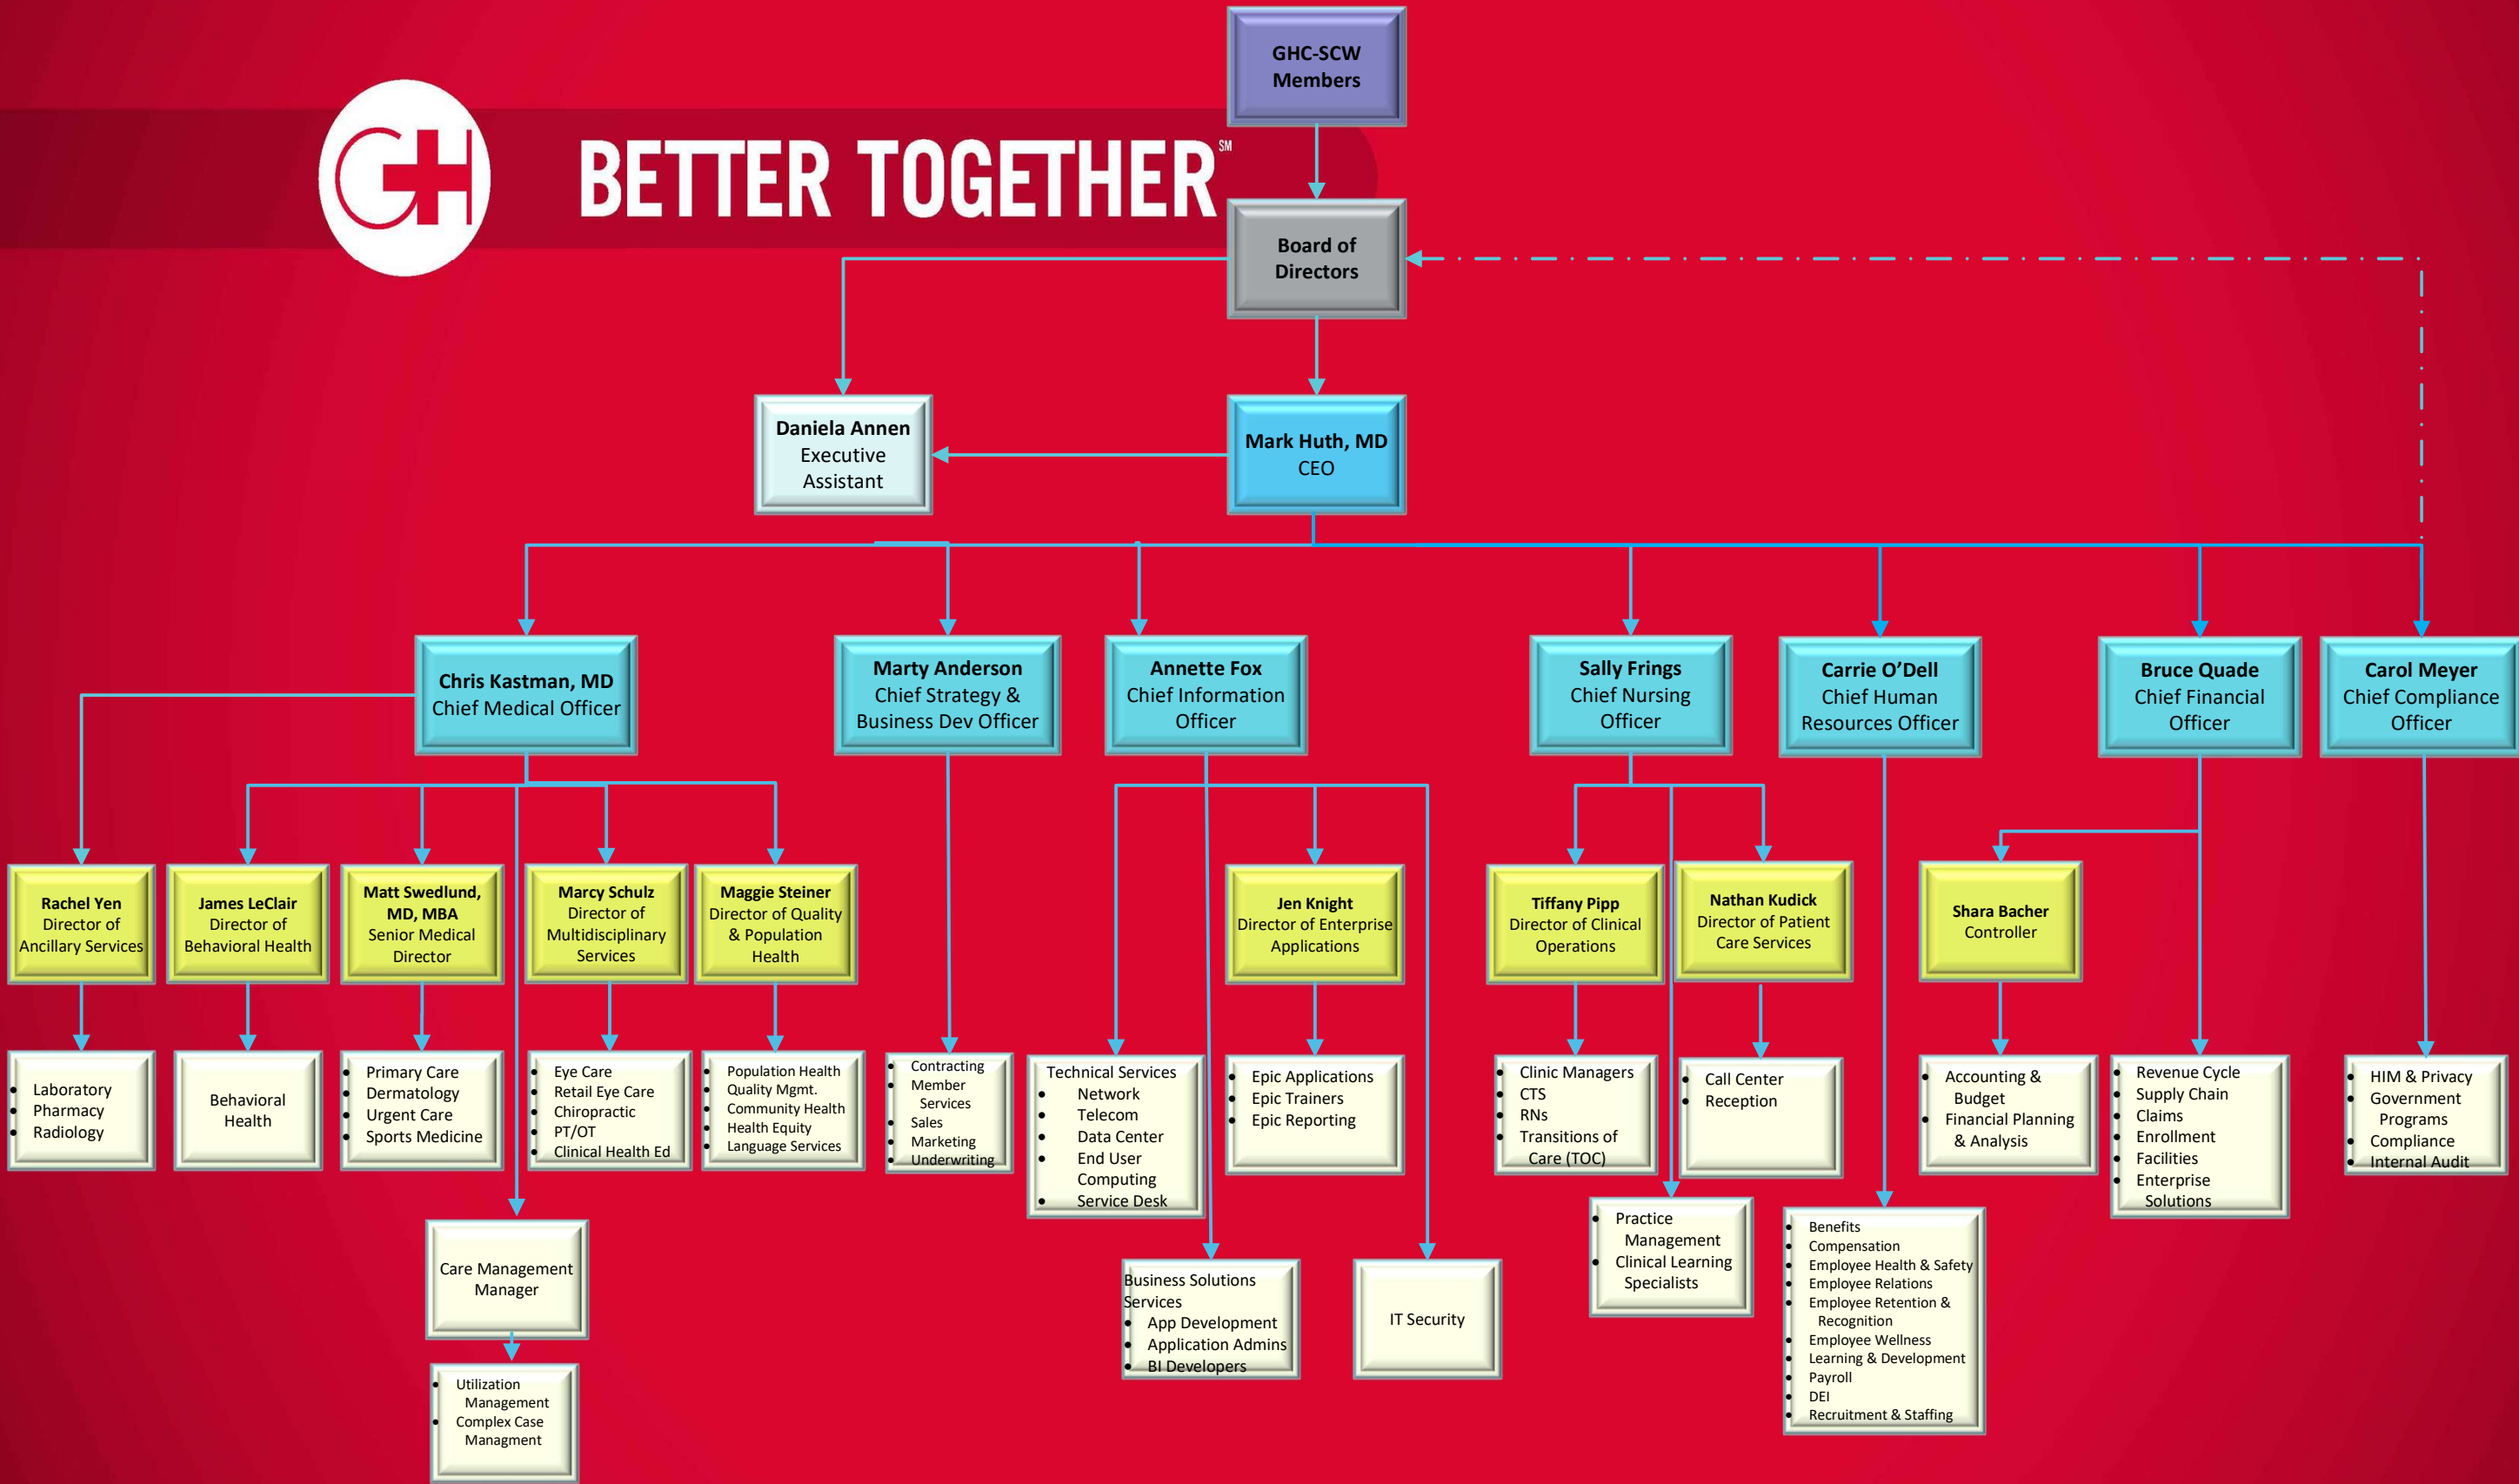 GHC-SCW
Members
GH
BETTER TOGETHER℠
Board of
Directors
Daniela Annen
Executive
Assistant
Mark Huth, MD
CEO
Chris Kastman, MD
Chief Medical Officer
Marty Anderson
Chief Strategy &
Business Dev Officer
Annette Fox
Chief Information
Officer
Sally Frings
Chief Nursing
Officer
Carrie O’Dell
Chief Human
Resources Officer
Bruce Quade
Chief Financial
Officer
Carol Meyer
Chief Compliance
Officer
Rachel Yen
Director of
Ancillary Services
James LeClair
Director of
Behavioral Health
Matt Swedlund,
MD, MBA
Senior Medical
Director
Marcy Schulz
Director of
Multidisciplinary
Services
Maggie Steiner
Director of Quality
& Population
Health
Jen Knight
Director of Enterprise
Applications
Tiffany Pipp
Director of Clinical
Operations
Nathan Kudick
Director of Patient
Care Services
Shara Bacher
Controller
• Laboratory
• Pharmacy
• Radiology
Behavioral
Health
• Primary Care
• Dermatology
• Urgent Care
• Sports Medicine
• Eye Care
• Retail Eye Care
• Chiropractic
• PT/OT
• Clinical Health Ed
• Population Health
• Quality Mgmt.
• Community Health
• Health Equity
• Language Services
• Contracting
• Member
Services
• Sales
• Marketing
• Underwriting
Technical Services
• Network
• Telecom
• Data Center
• End User
Computing
• Service Desk
• Epic Applications
• Epic Trainers
• Epic Reporting
• Clinic Managers
• CTS
• RNs
• Transitions of
Care (TOC)
• Call Center
• Reception
• Accounting &
Budget
• Financial Planning
& Analysis
• Revenue Cycle
• Supply Chain
• Claims
• Enrollment
• Facilities
• Enterprise
Solutions
• HIM & Privacy
• Government
Programs
• Compliance
• Internal Audit
Care Management
Manager
• Utilization
Management
• Complex Case
Managment
Business Solutions
Services
• App Development
• Application Admins
• BI Developers
IT Security
• Practice
Management
• Clinical Learning
Specialists
• Benefits
• Compensation
• Employee Health & Safety
• Employee Relations
• Employee Retention &
Recognition
• Employee Wellness
• Learning & Development
• Payroll
• DEI
• Recruitment & Staffing